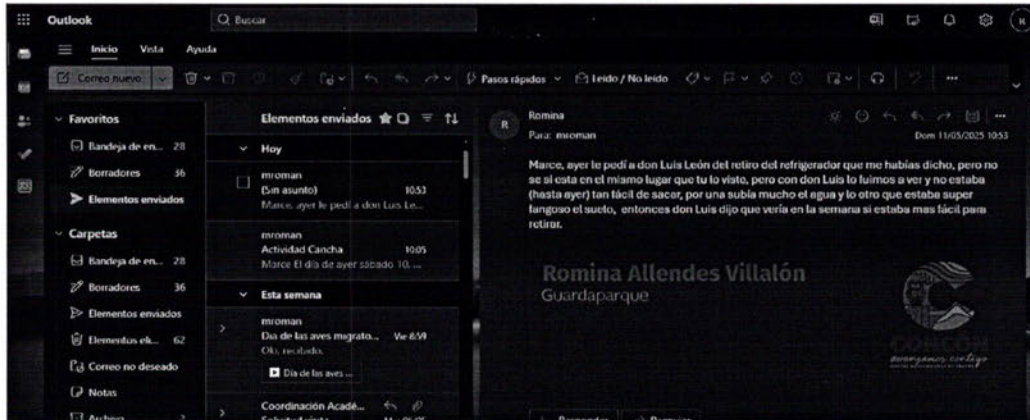 Outlook
Buscar
Inicio Vista Ayuda
Correo nuevo
Pasos rápidos
Leído / No leído
Favoritos
Bandeja de en... 28
Borradores 36
Elementos enviados
Carpetas
Bandeja de en... 28
Borradores 36
Elementos enviados
Elementos eli... 62
Correo no deseado
Notas
Archivo 2
Elementos enviados
Hoy
mroman
(Sin asunto) 10:53
Marce, ayer le pedí a don Luis Le...
mroman
Actividad Cancha 10:05
Marce El día de ayer sábado 10, ...
Esta semana
mroman
Dia de las aves migrato... Vie 8:59
Ok, recibido.
Dia de las aves ...
Coordinación Acadé...
R
Romina
Para: mroman
Dom 11/05/2025 10:53
Marce, ayer le pedí a don Luis León del retiro del refrigerador que me habías dicho, pero no
se si esta en el mismo lugar que tu lo viste, pero con don Luis lo fuimos a ver y no estaba
(hasta ayer) tan fácil de sacar, por una subía mucho el agua y lo otro que estaba super
fangoso el suelo, entonces don Luis dijo que vería en la semana si estaba mas fácil para
retirar.
Romina Allendes Villalón
Guardaparque
CONCÓN
avanzamos contigo
Responder
Reenviar